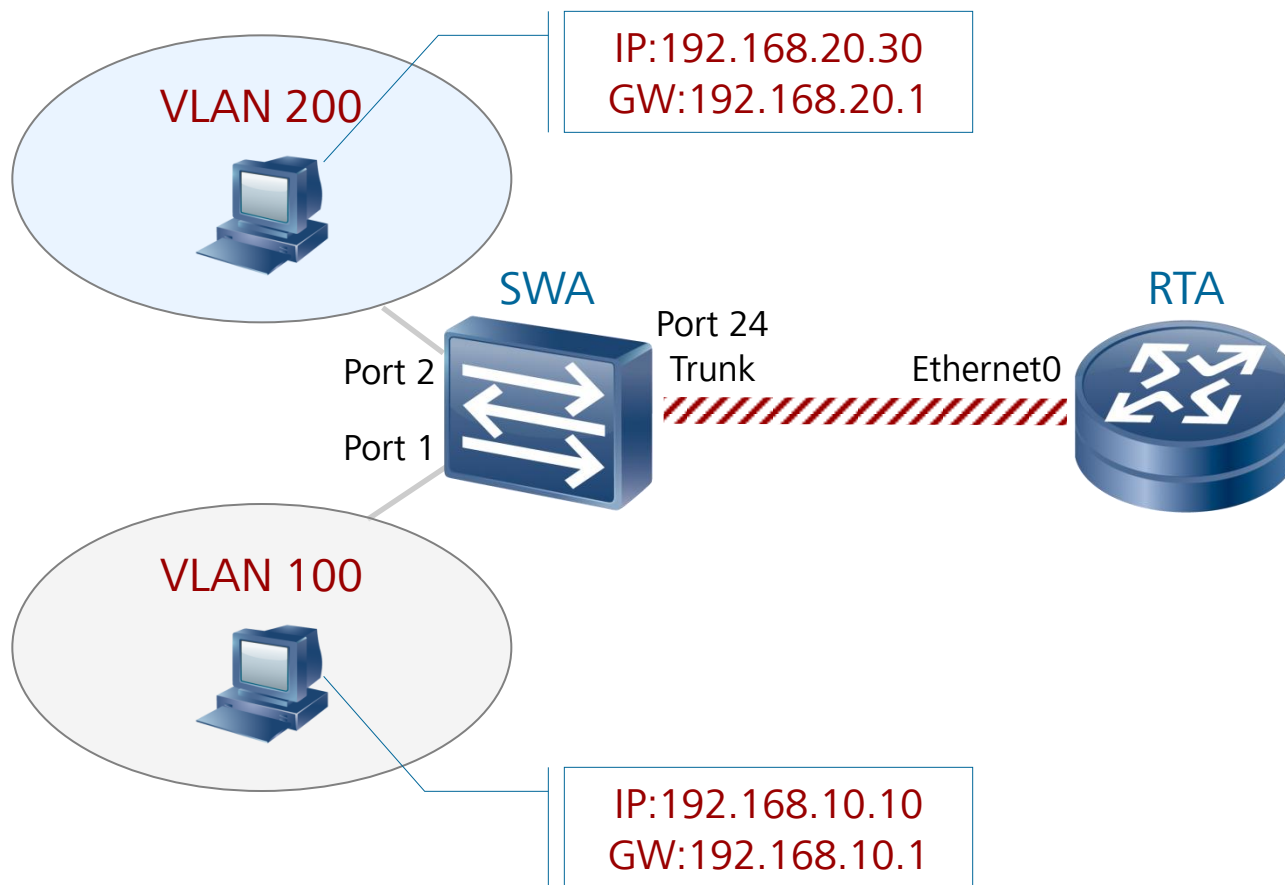 IP:192.168.20.30
GW:192.168.20.1
VLAN 200
SWA
RTA
Port 24
Trunk
Ethernet0
Port 2
Port 1
VLAN 100
IP:192.168.10.10
GW:192.168.10.1